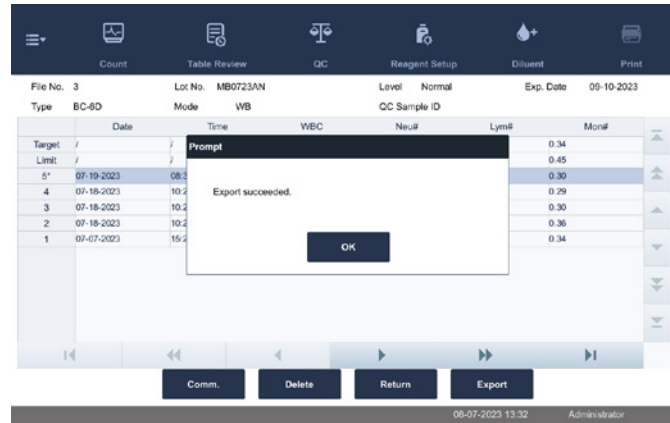 Count Table Review QC Reagent Setup Diluent Print
File No. 3 Lot No. MB0723AN Level Normal Exp. Date 09-10-2023
Type BC-6D Mode WB QC Sample ID
Date Time WBC Neu# Lym# Mon#
Target / / 0.34
Limit / / 0.45
5* 07-19-2023 08:3 0.30
4 07-18-2023 10:2 0.29
3 07-18-2023 10:2 0.30
2 07-18-2023 10:2 0.36
1 07-07-2023 15:2 0.34
Prompt
Export succeeded.
OK
Comm. Delete Return Export
08-07-2023 13:32 Administrator